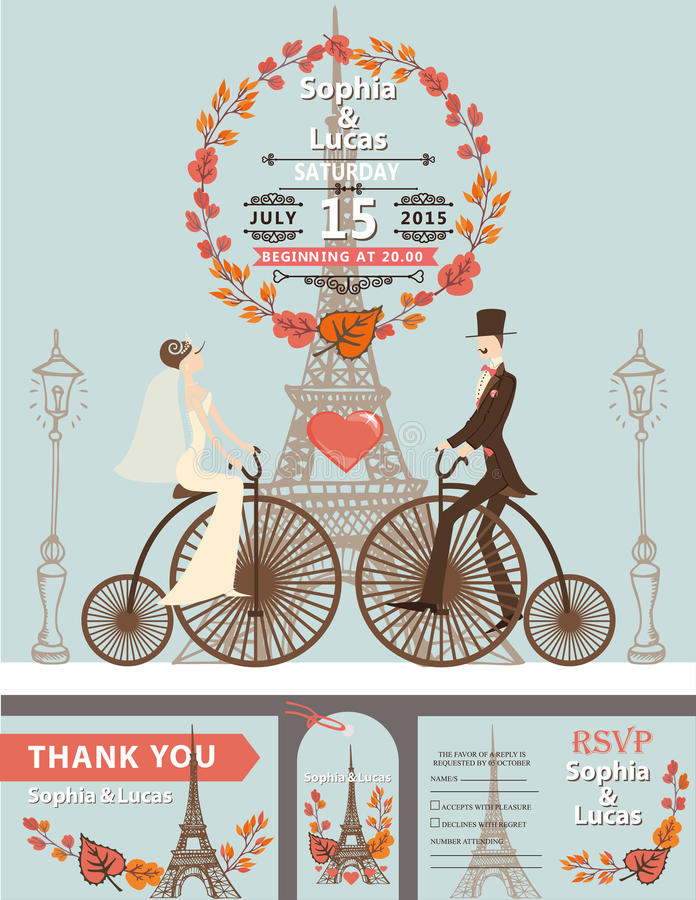 Sophia
&
Lucas
SATURDAY
JULY 15 2015
BEGINNING AT 20.00
THANK YOU
Sophia & Lucas
Sophia & Lucas
THE FAVOR OF A REPLY IS
REQUESTED BY 05 OCTOBER
NAME/S
ACCEPTS WITH PLEASURE
DECLINES WITH REGRET
NUMBER ATTENDING
RSVP
Sophia
&
Lucas